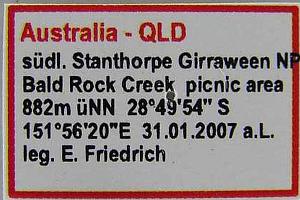 Australia - QLD
südl. Stanthorpe Girraween NP
Bald Rock Creek picnic area
882m üNN 28°49'54" S
151°56'20"E 31.01.2007 a.L.
leg. E. Friedrich